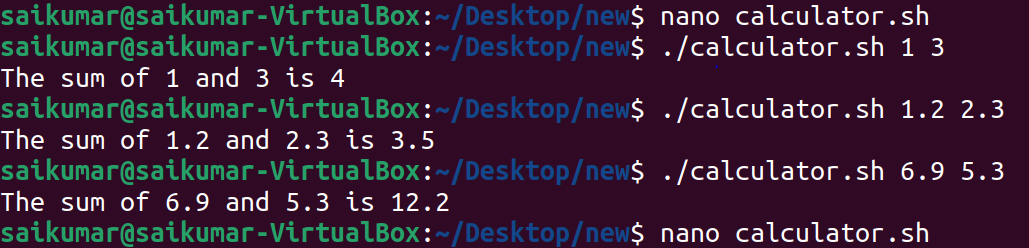 saikumar@saikumar-VirtualBox:~/Desktop/new$ nano calculator.sh
saikumar@saikumar-VirtualBox:~/Desktop/new$ ./calculator.sh 1 3
The sum of 1 and 3 is 4
saikumar@saikumar-VirtualBox:~/Desktop/new$ ./calculator.sh 1.2 2.3
The sum of 1.2 and 2.3 is 3.5
saikumar@saikumar-VirtualBox:~/Desktop/new$ ./calculator.sh 6.9 5.3
The sum of 6.9 and 5.3 is 12.2
saikumar@saikumar-VirtualBox:~/Desktop/new$ nano calculator.sh